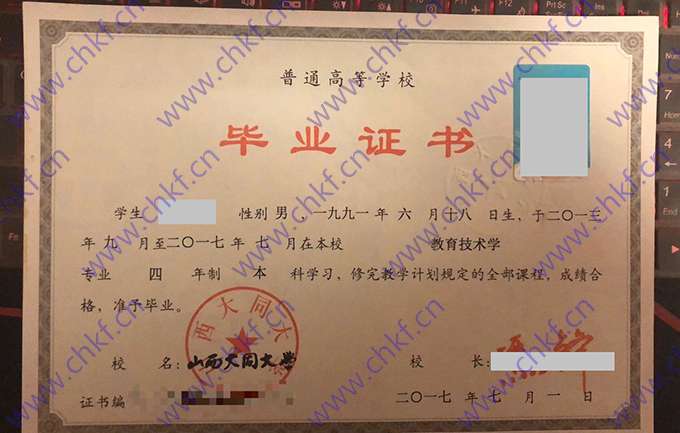 普通高等学校
毕业证书
学生 性别 男 ，一九九一 年 六 月 十八 日生，于二〇一三
年 九 月至二〇一七 年 七 月在本校 教育技术学
专业 四 年制 本 科学习，修完教学计划规定的全部课程，成绩合
格，准予毕业。
西大同大
校 名：山西大同大学
校 长：
证书编
二〇一七 年 七 月 一 日
www.chkf.cn